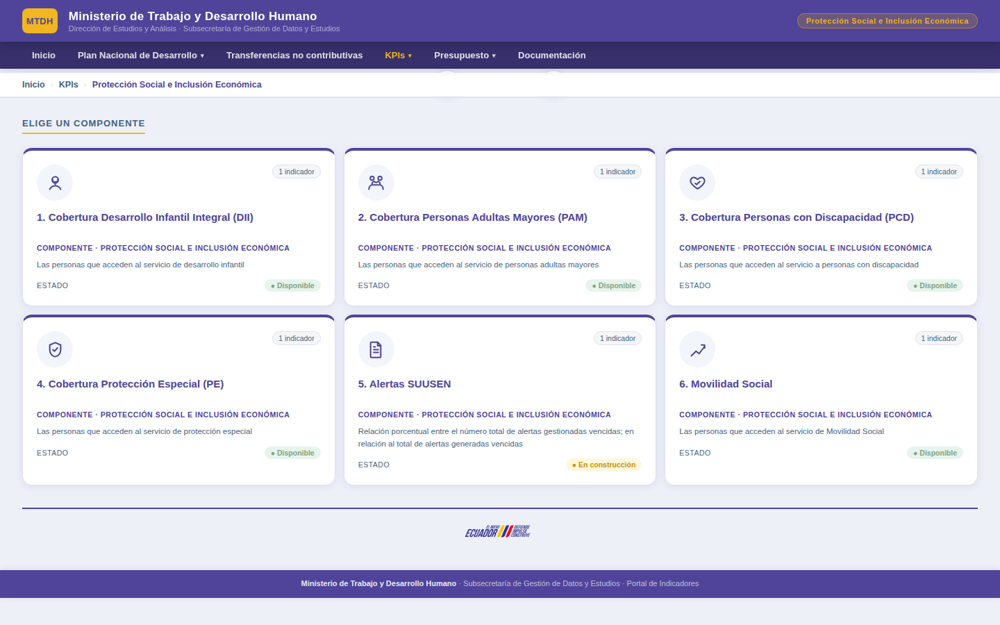 MTDH
Ministerio de Trabajo y Desarrollo Humano
Dirección de Estudios y Análisis · Subsecretaría de Gestión de Datos y Estudios
Protección Social e Inclusión Económica
Inicio
Plan Nacional de Desarrollo ▾
Transferencias no contributivas
KPIs ▾
Presupuesto ▾
Documentación
Inicio › KPIs › Protección Social e Inclusión Económica
ELIGE UN COMPONENTE
1 indicador
1. Cobertura Desarrollo Infantil Integral (DII)
COMPONENTE · PROTECCIÓN SOCIAL E INCLUSIÓN ECONÓMICA
Las personas que acceden al servicio de desarrollo infantil
ESTADO
● Disponible
1 indicador
2. Cobertura Personas Adultas Mayores (PAM)
COMPONENTE · PROTECCIÓN SOCIAL E INCLUSIÓN ECONÓMICA
Las personas que acceden al servicio de personas adultas mayores
ESTADO
● Disponible
1 indicador
3. Cobertura Personas con Discapacidad (PCD)
COMPONENTE · PROTECCIÓN SOCIAL E INCLUSIÓN ECONÓMICA
Las personas que acceden al servicio a personas con discapacidad
ESTADO
● Disponible
1 indicador
4. Cobertura Protección Especial (PE)
COMPONENTE · PROTECCIÓN SOCIAL E INCLUSIÓN ECONÓMICA
Las personas que acceden al servicio de protección especial
ESTADO
● Disponible
1 indicador
5. Alertas SUUSEN
COMPONENTE · PROTECCIÓN SOCIAL E INCLUSIÓN ECONÓMICA
Relación porcentual entre el número total de alertas gestionadas vencidas; en
relación al total de alertas generadas vencidas
ESTADO
● En construcción
1 indicador
6. Movilidad Social
COMPONENTE · PROTECCIÓN SOCIAL E INCLUSIÓN ECONÓMICA
Las personas que acceden al servicio de Movilidad Social
ESTADO
● Disponible
EL NUEVO
ECUADOR
DEFIENDE
IMPULSA
CONSTRUYE
Ministerio de Trabajo y Desarrollo Humano · Subsecretaría de Gestión de Datos y Estudios · Portal de Indicadores